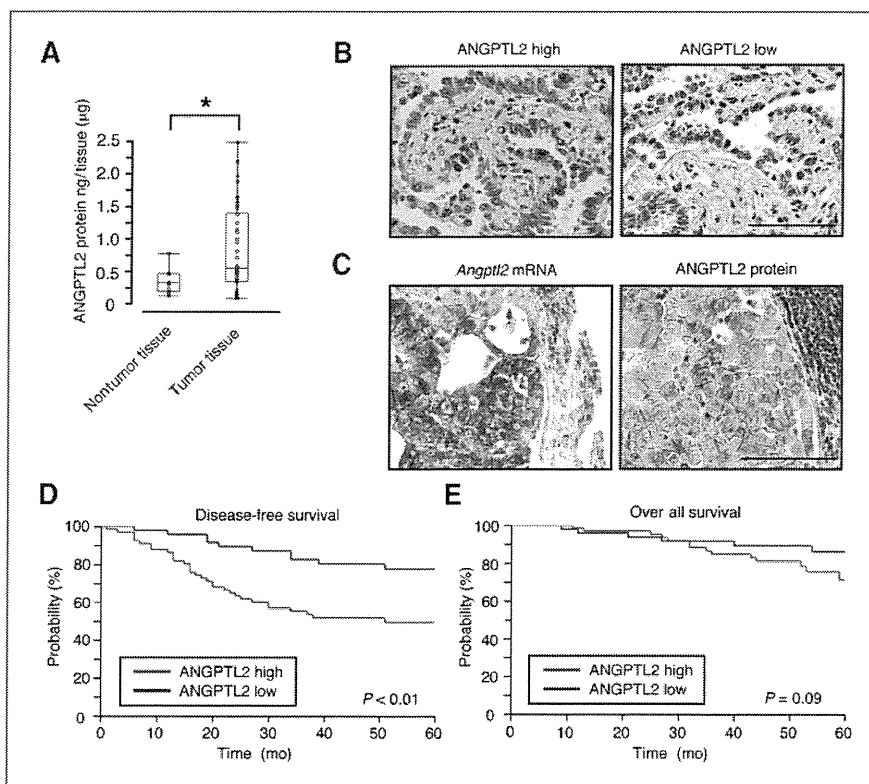 A
*
ANGPTL2 protein ng/tissue (μg)
2.5
2.0
1.5
1.0
0.5
0
Nontumor tissue
Tumor tissue
B
ANGPTL2 high
ANGPTL2 low
C
Angptl2 mRNA
ANGPTL2 protein
D
Disease-free survival
Probability (%)
100
80
60
40
20
0
ANGPTL2 high
ANGPTL2 low
P < 0.01
0 10 20 30 40 50 60
Time (mo)
E
Over all survival
Probability (%)
100
80
60
40
20
0
ANGPTL2 high
ANGPTL2 low
P = 0.09
0 10 20 30 40 50 60
Time (mo)